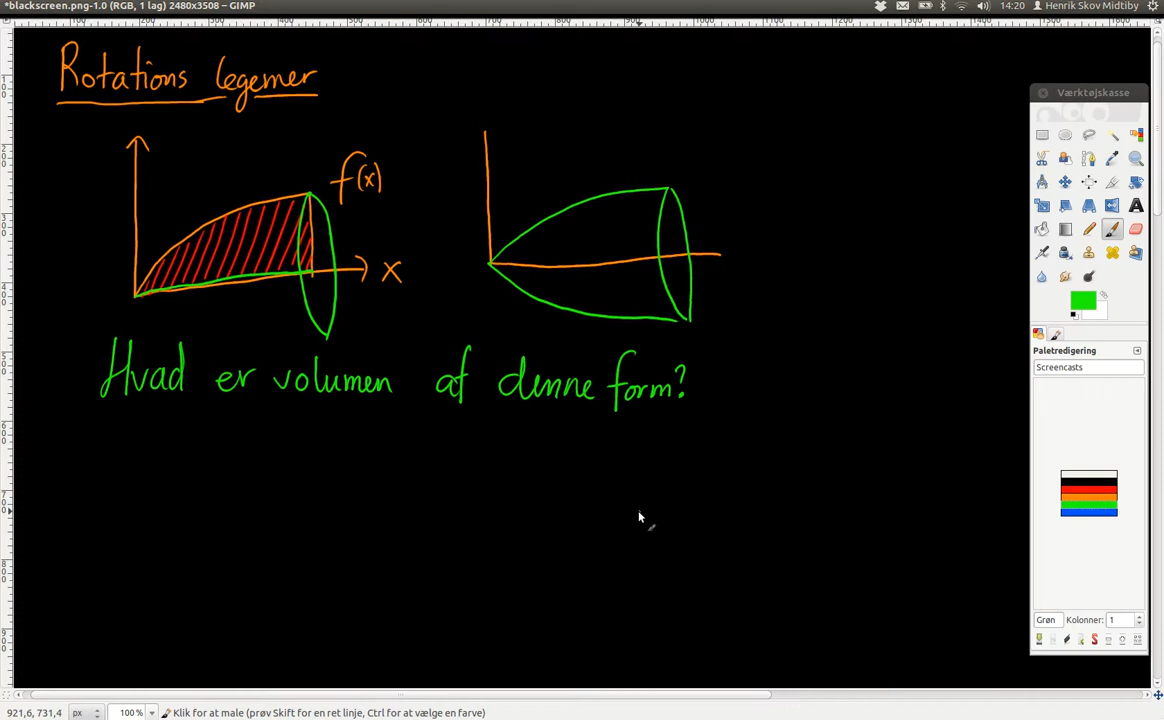 *blackscreen.png-1.0 (RGB, 1 lag) 2480x3508 – GIMP
14:20
Henrik Skov Midtiby
Rotations legemer
f(x)
x
Hvad er volumen af denne form?
Værktøjskasse
Paletredigering
Screencasts
Grøn
Kolonner:
1
921,6, 731,4
px
100%
Klik for at male (prøv Skift for en ret linje, Ctrl for at vælge en farve)